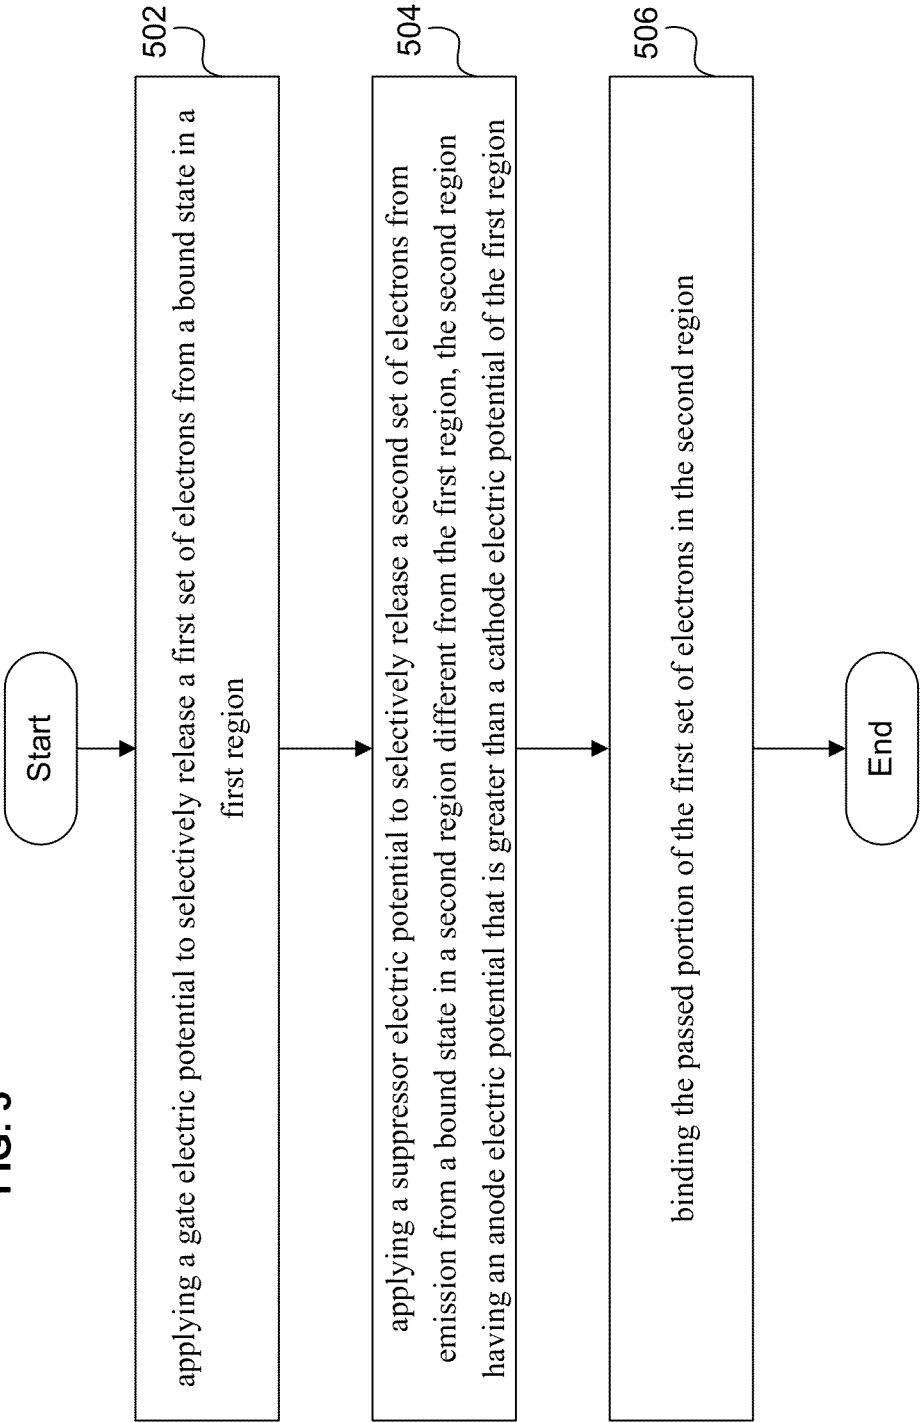 Start
502
applying a gate electric potential to selectively release a first set of electrons from a bound state in a
first region
504
applying a suppressor electric potential to selectively release a second set of electrons from
emission from a bound state in a second region different from the first region, the second region
having an anode electric potential that is greater than a cathode electric potential of the first region
506
binding the passed portion of the first set of electrons in the second region
End